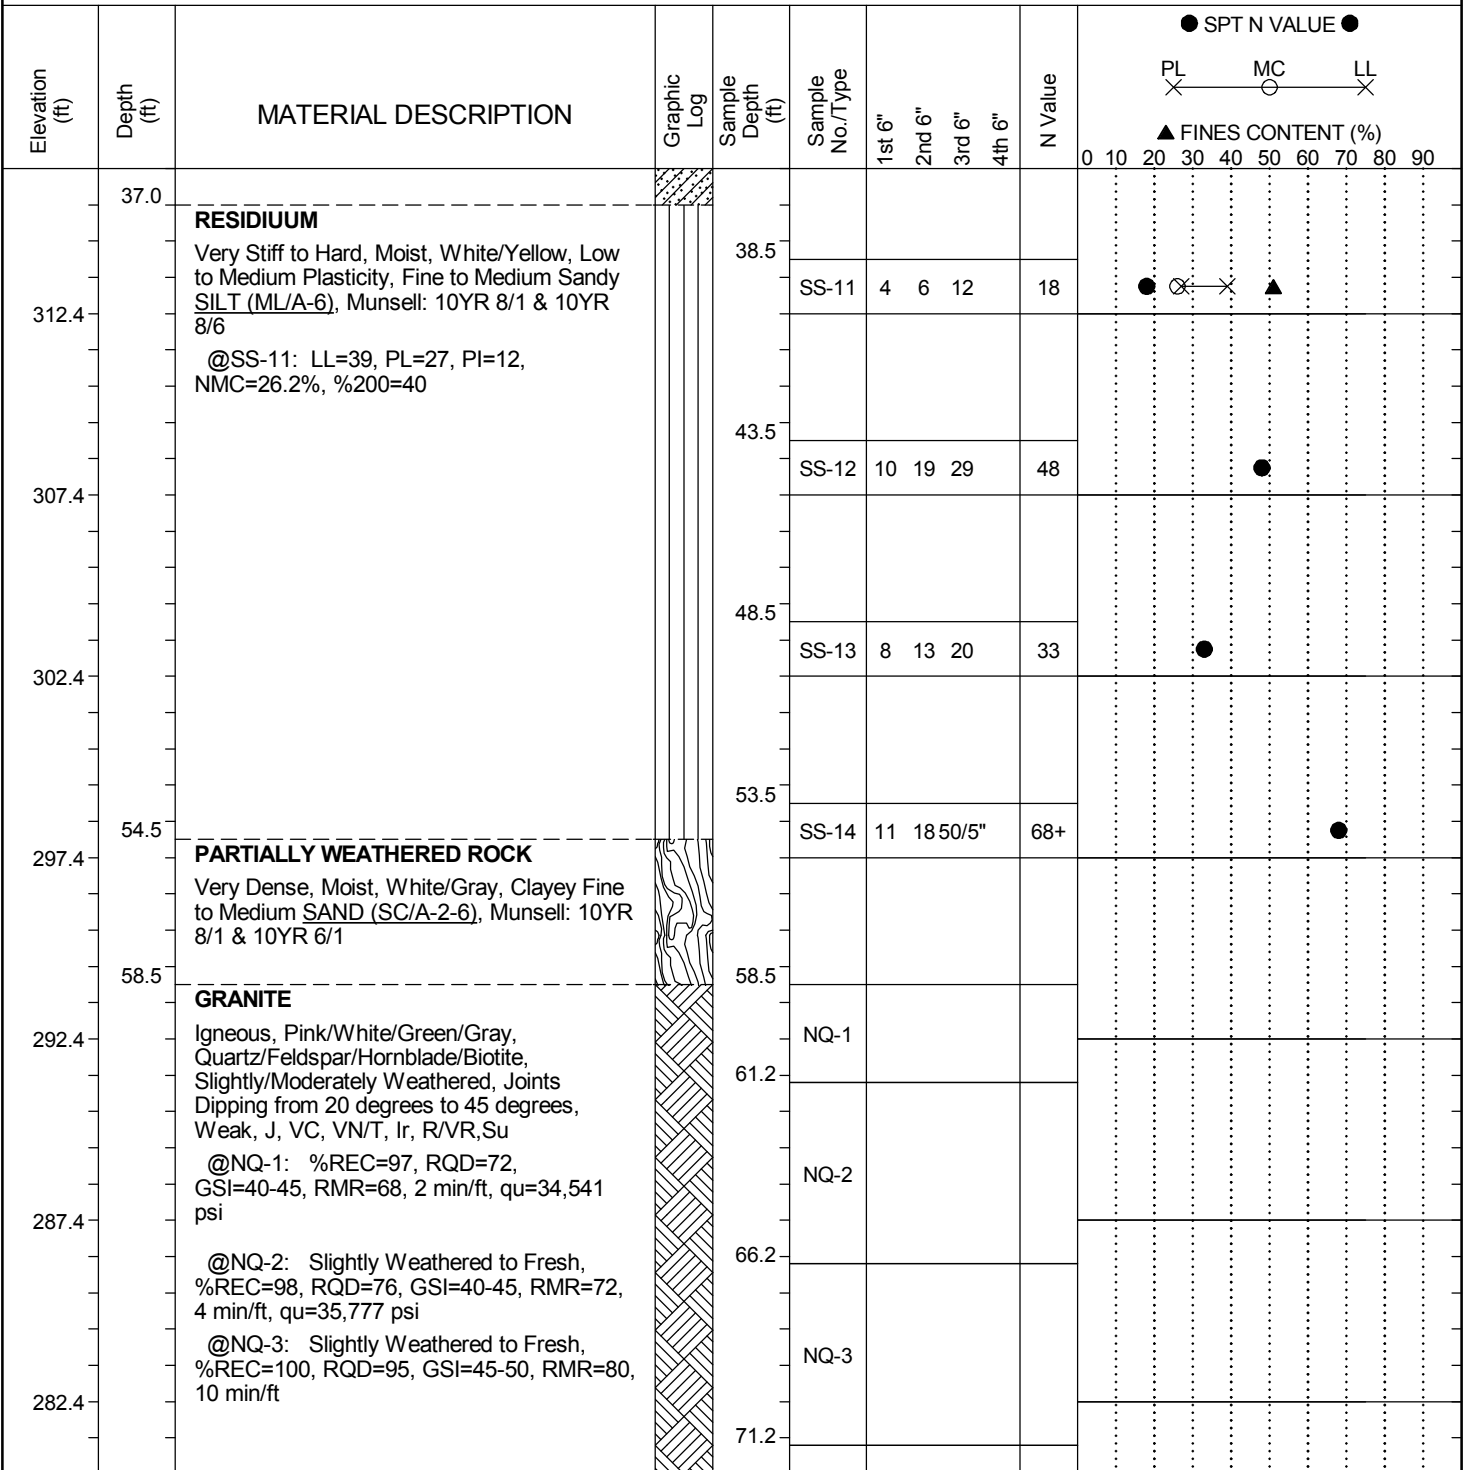 ● SPT N VALUE ●
PL MC LL
▲ FINES CONTENT (%)
0 10 20 30 40 50 60 70 80 90
Elevation
(ft)
Depth
(ft)
MATERIAL DESCRIPTION
Graphic
Log
Sample
Depth
(ft)
Sample
No./Type
1st 6"
2nd 6"
3rd 6"
4th 6"
N Value
37.0
RESIDIUUM
Very Stiff to Hard, Moist, White/Yellow, Low
to Medium Plasticity, Fine to Medium Sandy
SILT (ML/A-6), Munsell: 10YR 8/1 & 10YR
8/6
@SS-11: LL=39, PL=27, PI=12,
NMC=26.2%, %200=40
38.5
SS-11 4 6 12 18
312.4
43.5
SS-12 10 19 29 48
307.4
48.5
SS-13 8 13 20 33
302.4
53.5
SS-14 11 18 50/5" 68+
54.5
297.4
PARTIALLY WEATHERED ROCK
Very Dense, Moist, White/Gray, Clayey Fine
to Medium SAND (SC/A-2-6), Munsell: 10YR
8/1 & 10YR 6/1
58.5
58.5
GRANITE
Igneous, Pink/White/Green/Gray,
Quartz/Feldspar/Hornblade/Biotite,
Slightly/Moderately Weathered, Joints
Dipping from 20 degrees to 45 degrees,
Weak, J, VC, VN/T, Ir, R/VR,Su
@NQ-1: %REC=97, RQD=72,
GSI=40-45, RMR=68, 2 min/ft, qu=34,541
psi
292.4
NQ-1
61.2
NQ-2
287.4
@NQ-2: Slightly Weathered to Fresh,
%REC=98, RQD=76, GSI=40-45, RMR=72,
4 min/ft, qu=35,777 psi
66.2
@NQ-3: Slightly Weathered to Fresh,
%REC=100, RQD=95, GSI=45-50, RMR=80,
10 min/ft
NQ-3
282.4
71.2